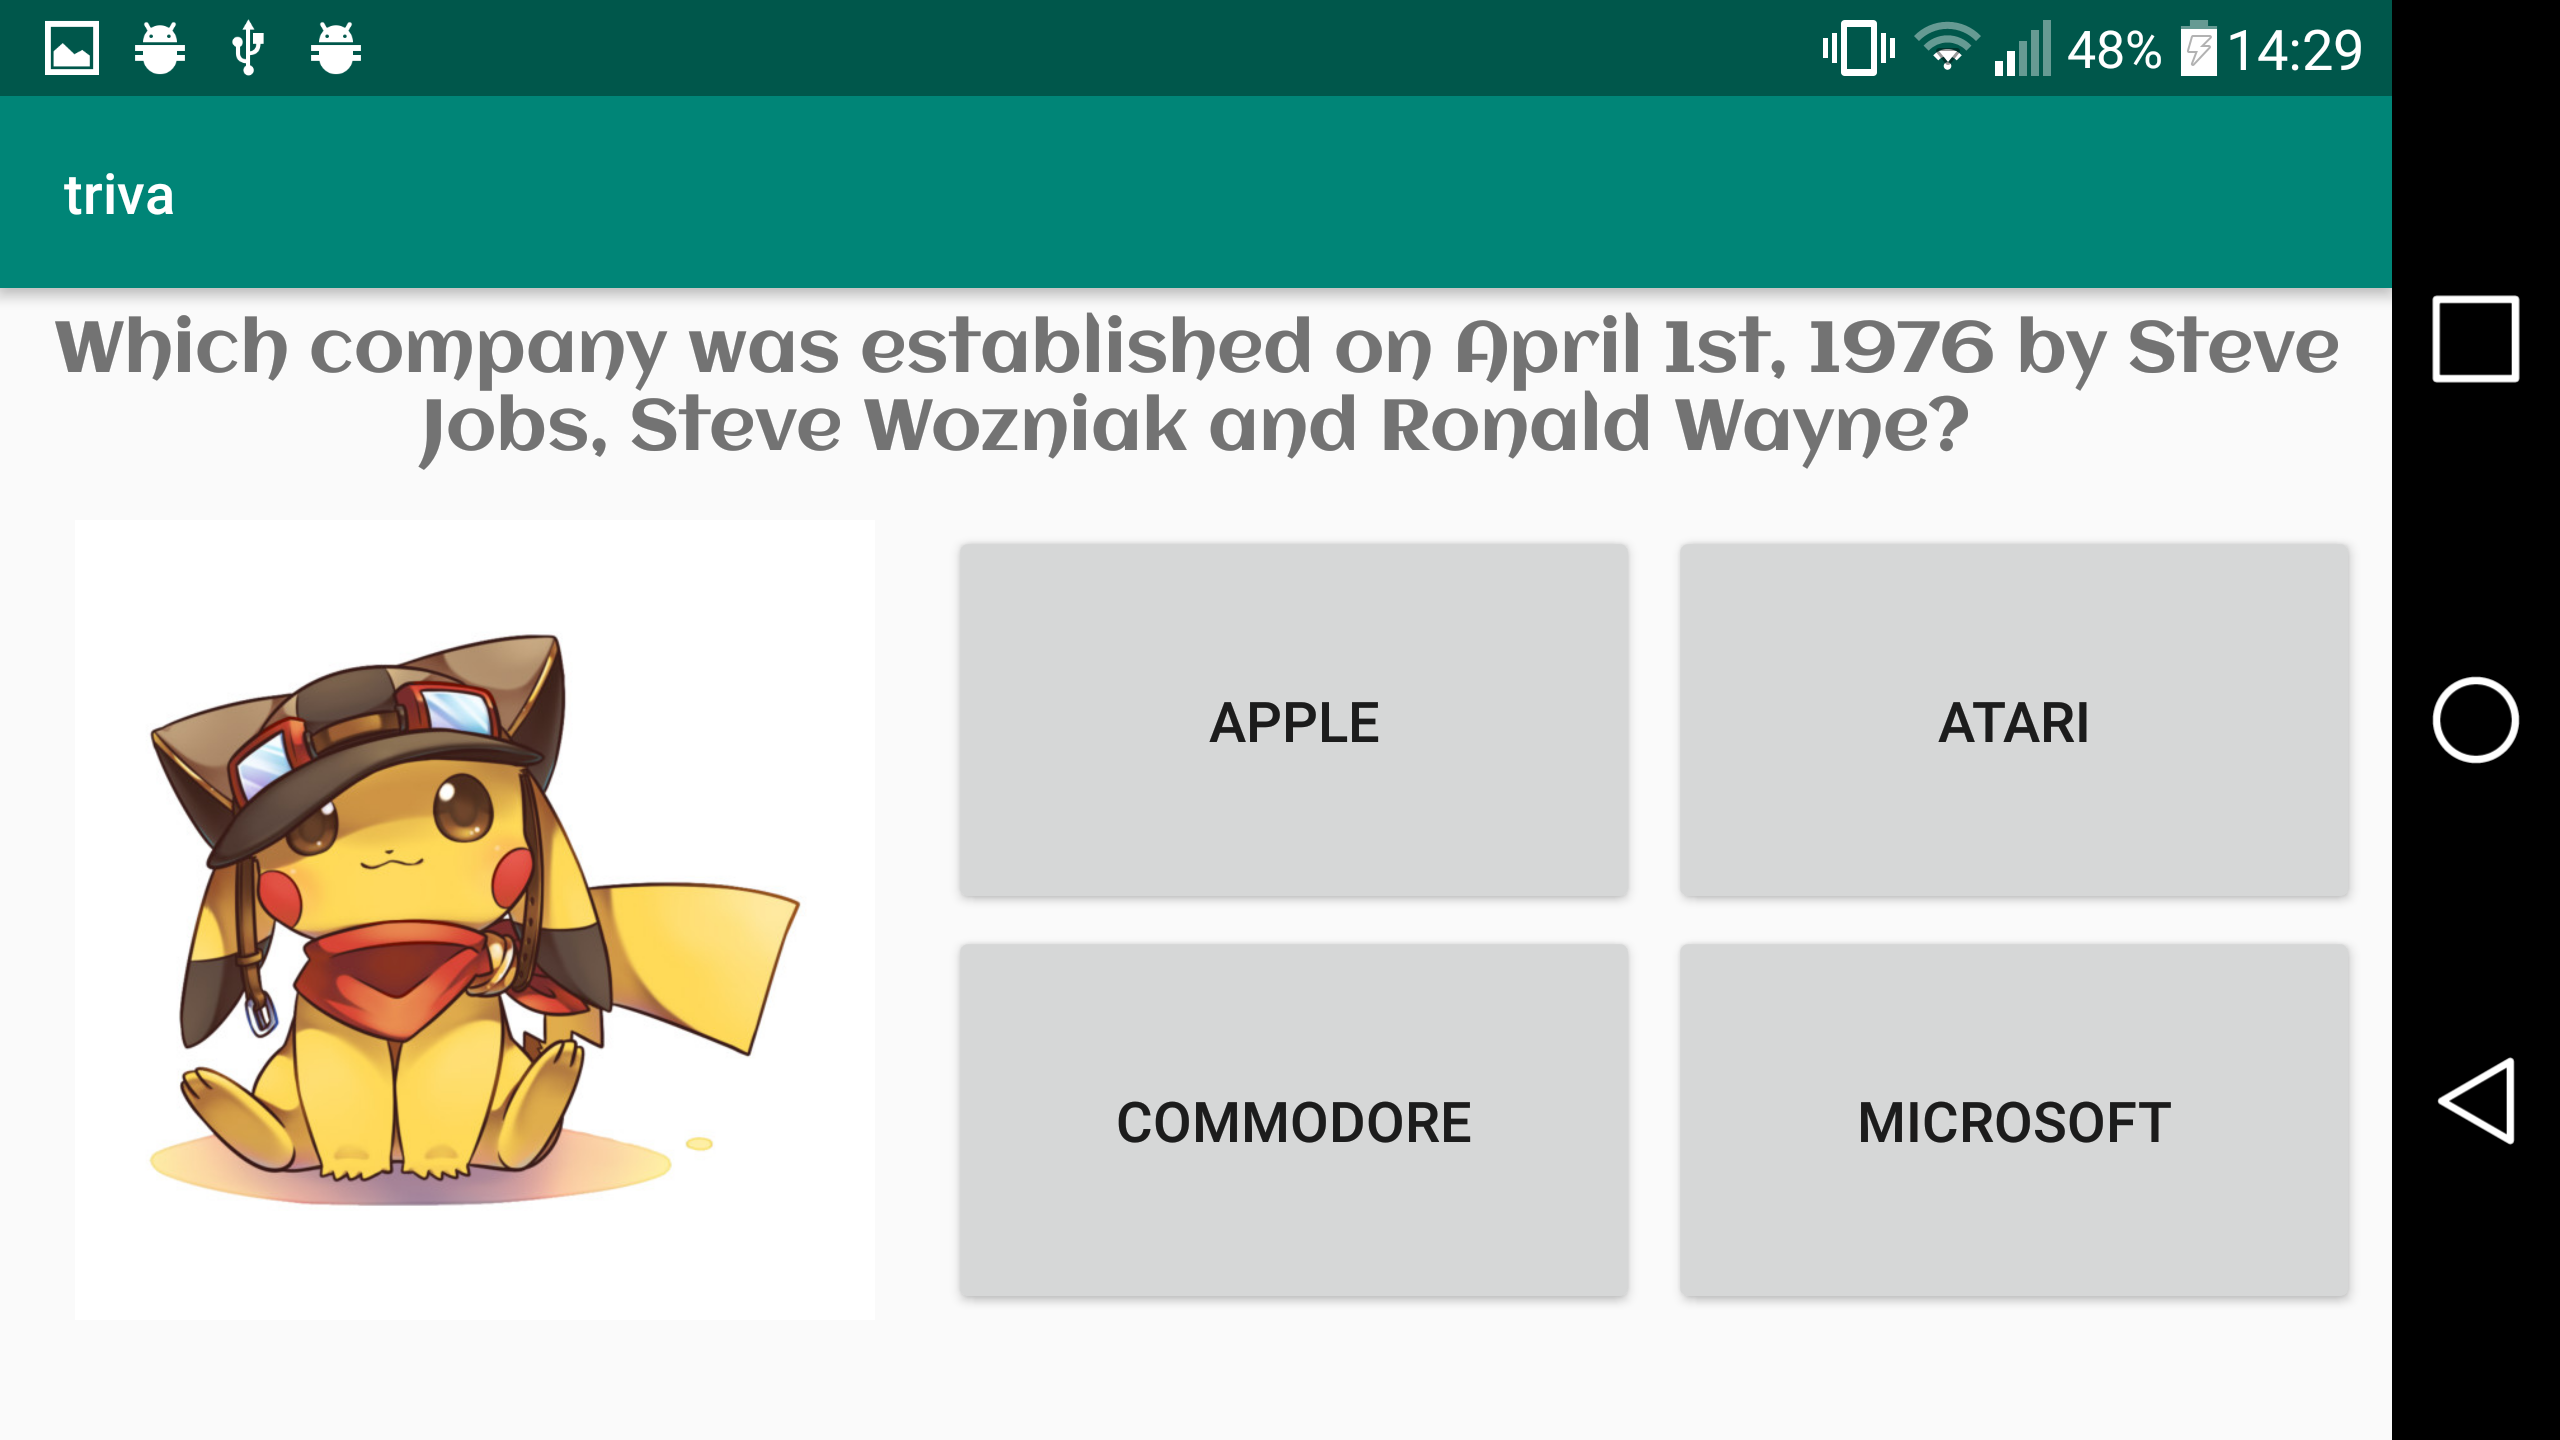 48% 14:29
triva
Which company was established on April 1st, 1976 by Steve
Jobs, Steve Wozniak and Ronald Wayne?
APPLE
ATARI
COMMODORE
MICROSOFT